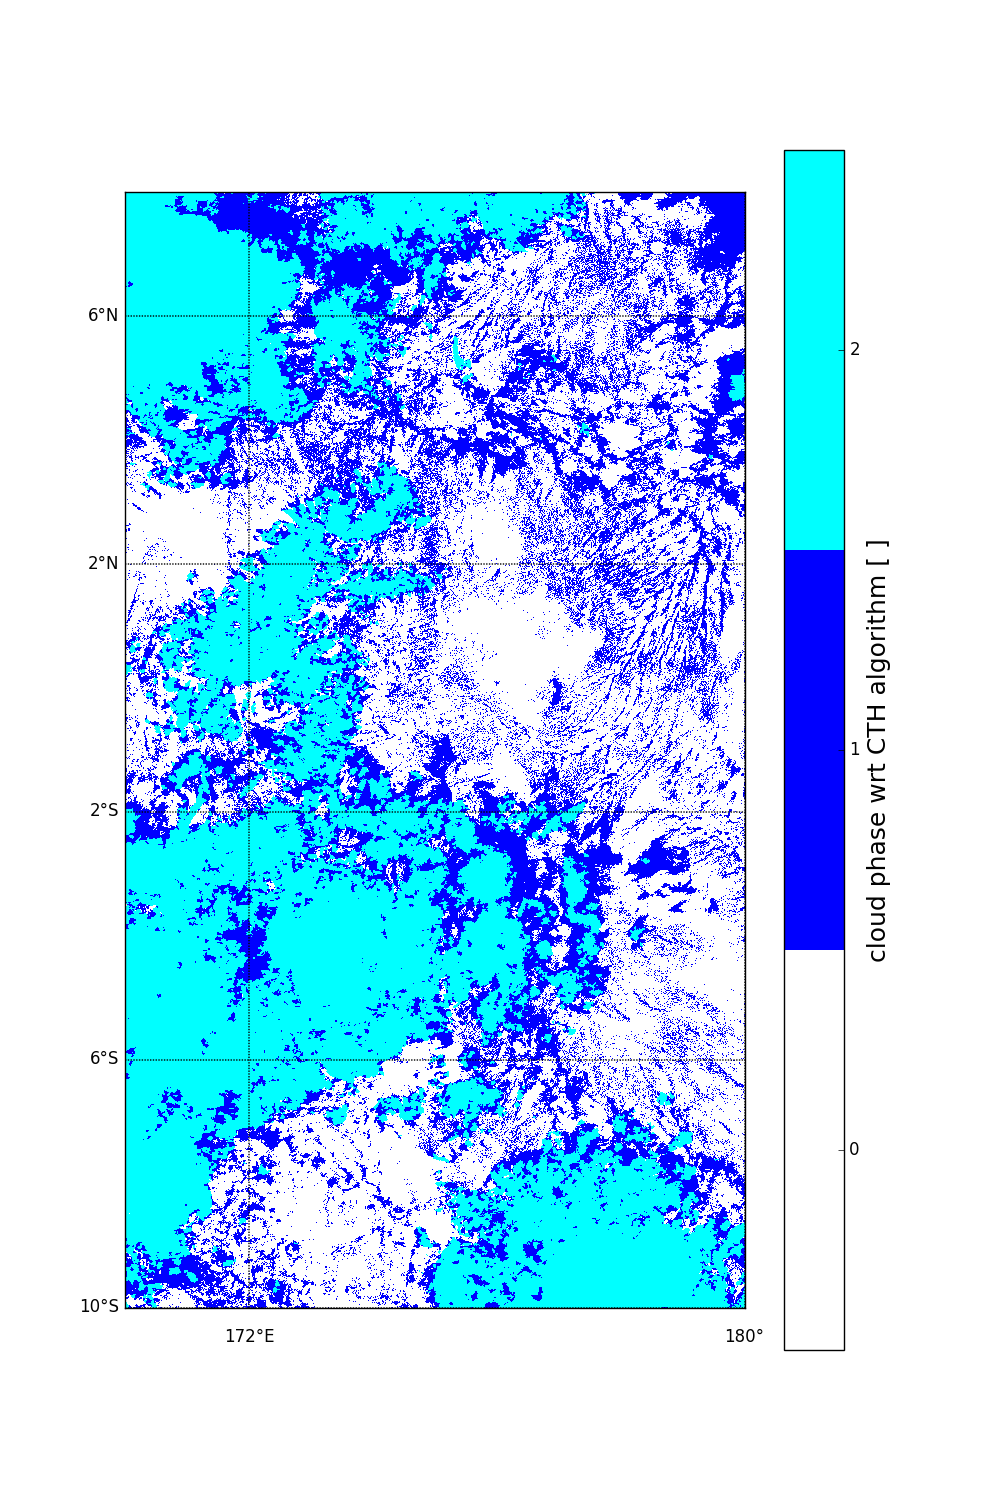 6°N
2°N
2°S
6°S
10°S
172°E
180°
2
1
0
cloud phase wrt CTH algorithm [ ]